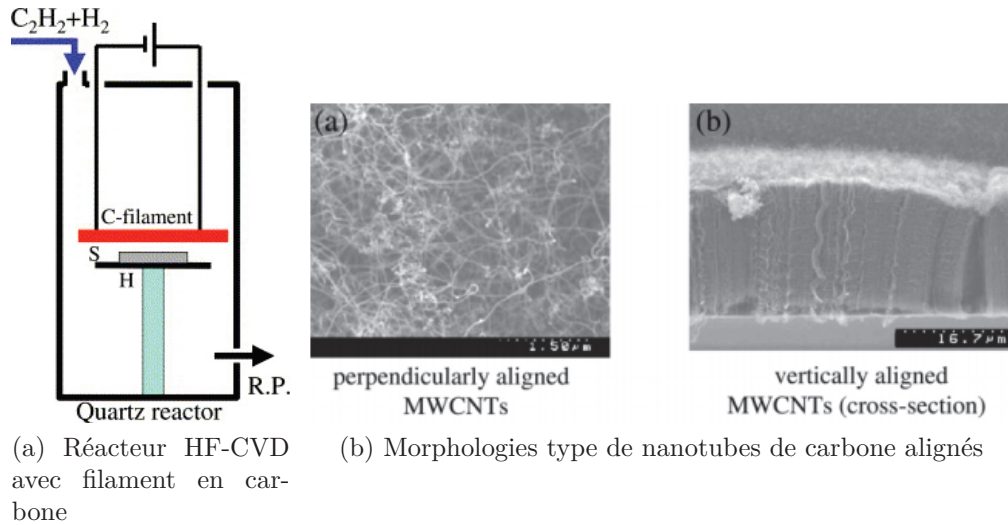 C₂H₂+H₂
C-filament
S
H
R.P.
Quartz reactor
(a) Réacteur HF-CVD
avec filament en car-
bone
(a)
1.50μm
perpendicularly aligned
MWCNTs
(b)
16.7μm
vertically aligned
MWCNTs (cross-section)
(b) Morphologies type de nanotubes de carbone alignés